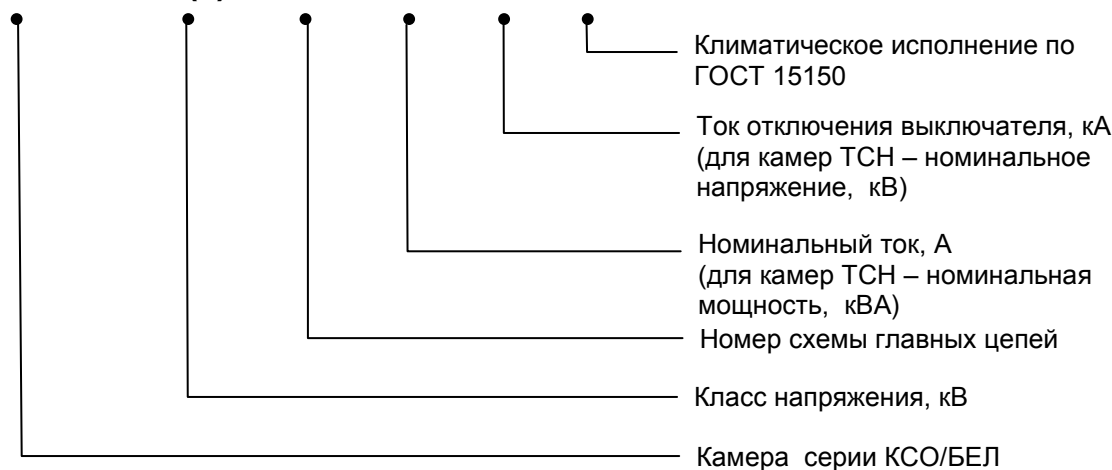 Климатическое исполнение по
ГОСТ 15150
Ток отключения выключателя, кА
(для камер ТСН – номинальное
напряжение, кВ)
Номинальный ток, А
(для камер ТСН – номинальная
мощность, кВА)
Номер схемы главных цепей
Класс напряжения, кВ
Камера серии КСО/БЕЛ